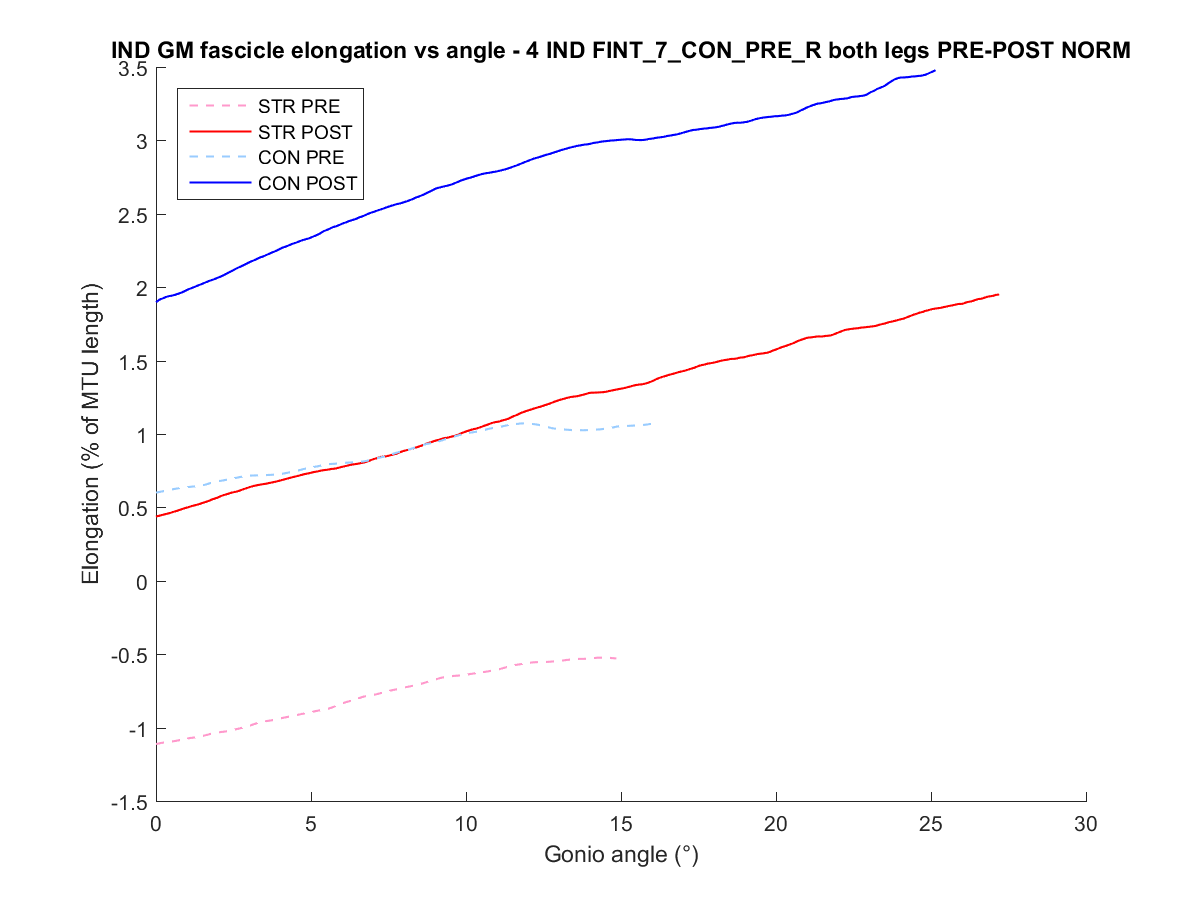 IND GM fascicle elongation vs angle - 4 IND FINT_7_CON_PRE_R both legs PRE-POST NORM
STR PRE
STR POST
CON PRE
CON POST
Elongation (% of MTU length)
3.5
3
2.5
2
1.5
1
0.5
0
-0.5
-1
-1.5
0 5 10 15 20 25 30
Gonio angle (°)